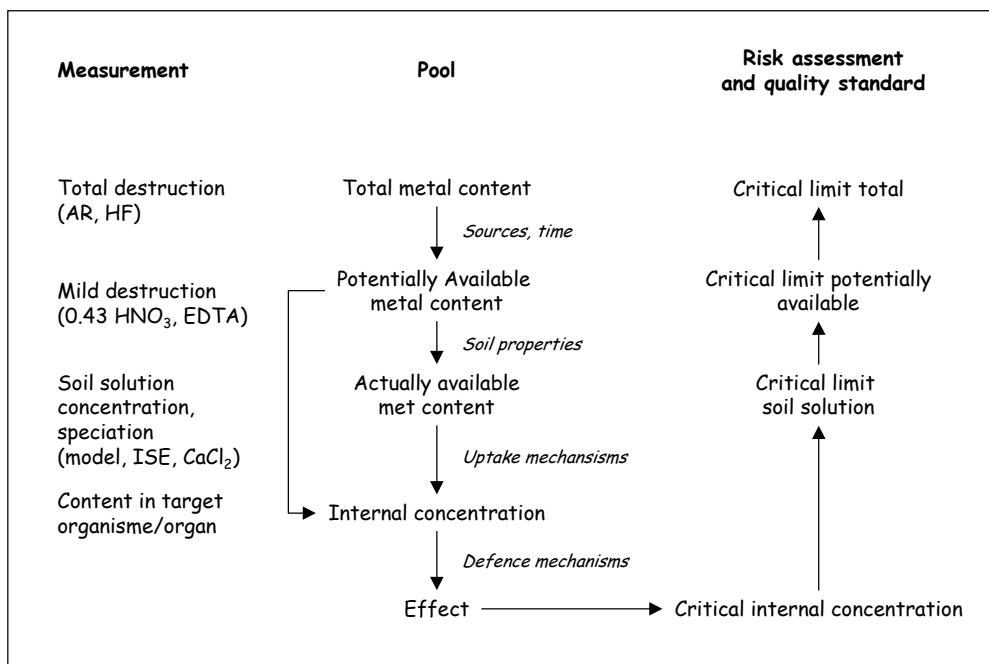 Measurement
Pool
Risk assessment
and quality standard
Total destruction
(AR, HF)
Total metal content
Critical limit total
Sources, time
Mild destruction
(0.43 HNO₃, EDTA)
Potentially Available
metal content
Critical limit potentially
available
Soil properties
Soil solution
concentration,
speciation
(model, ISE, CaCl₂)
Actually available
met content
Critical limit
soil solution
Uptake mechansisms
Content in target
organisme/organ
Internal concentration
Defence mechanisms
Effect
Critical internal concentration